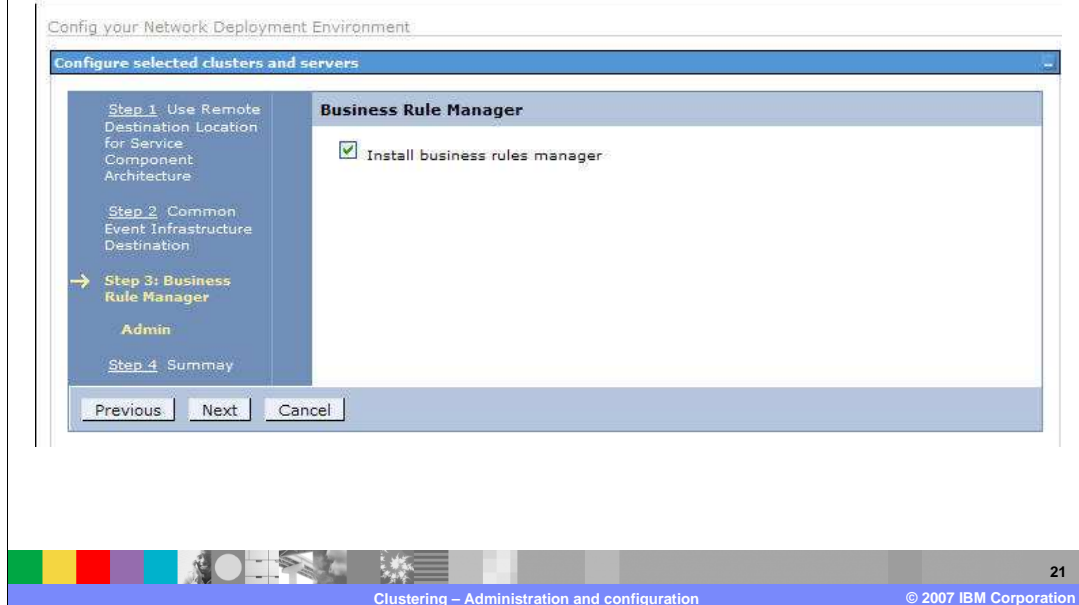 Config your Network Deployment Environment
Configure selected clusters and servers
Step 1 Use Remote
Destination Location
for Service
Component
Architecture
Step 2 Common
Event Infrastructure
Destination
Step 3: Business
Rule Manager
Admin
Step 4 Summay
Business Rule Manager
Install business rules manager
Previous
Next
Cancel
21
Clustering – Administration and configuration
© 2007 IBM Corporation